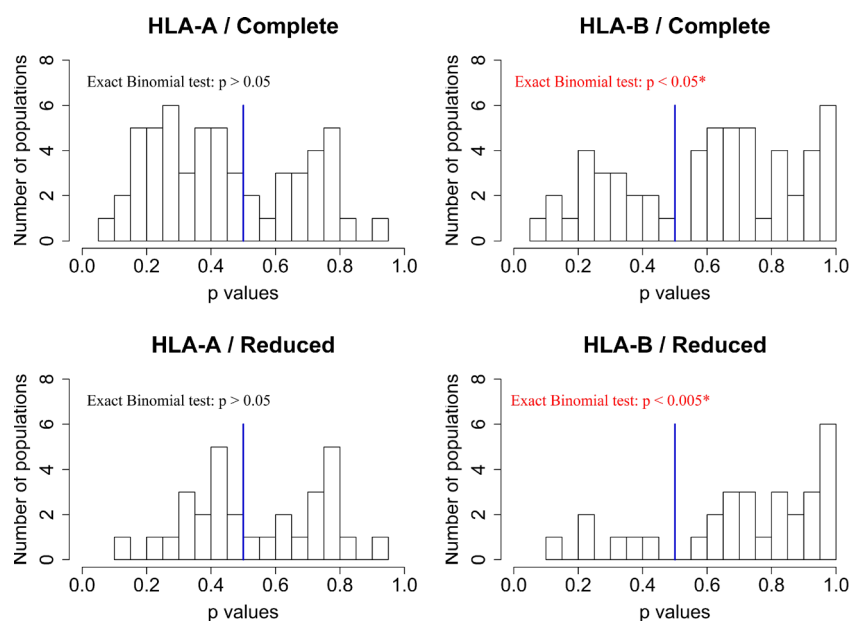 HLA-A / Complete
Number of populations
8
6
4
2
0
Exact Binomial test: p > 0.05
0.0 0.2 0.4 0.6 0.8 1.0
p values
HLA-B / Complete
Number of populations
8
6
4
2
0
Exact Binomial test: p < 0.05*
0.0 0.2 0.4 0.6 0.8 1.0
p values
HLA-A / Reduced
Number of populations
8
6
4
2
0
Exact Binomial test: p > 0.05
0.0 0.2 0.4 0.6 0.8 1.0
p values
HLA-B / Reduced
Number of populations
8
6
4
2
0
Exact Binomial test: p < 0.005*
0.0 0.2 0.4 0.6 0.8 1.0
p values